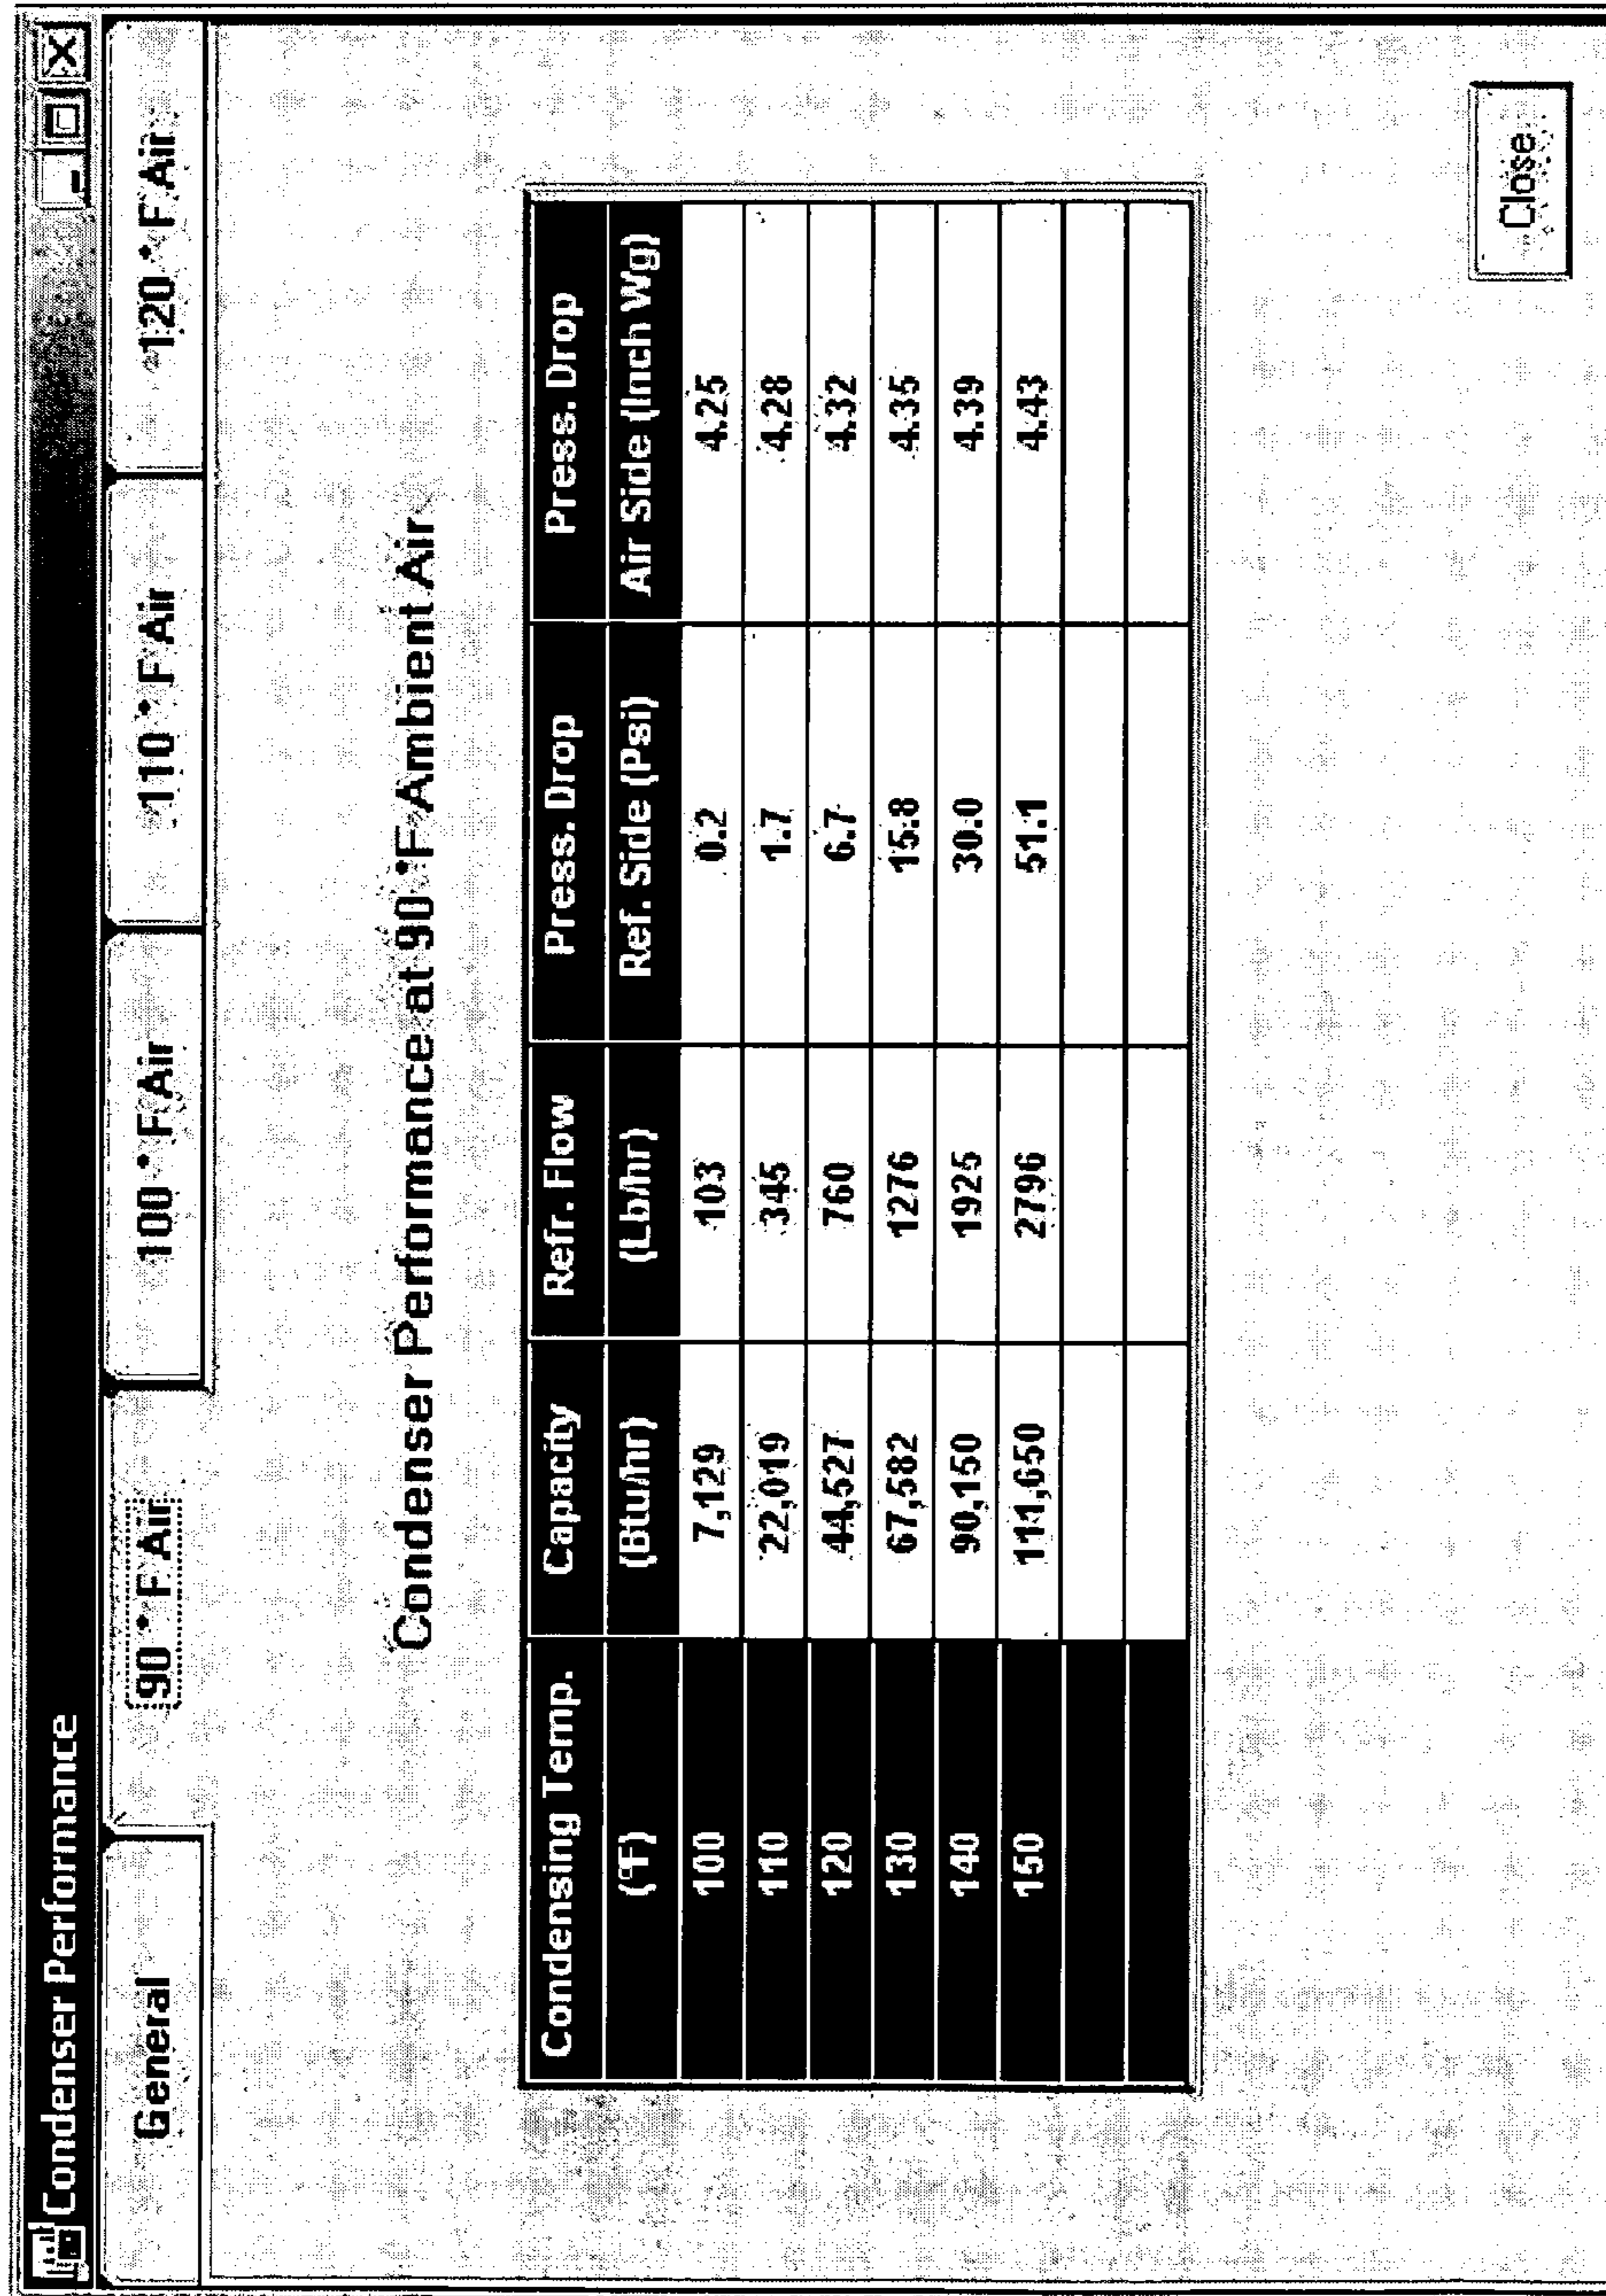 Condenser Performance
General 90 °F Air 100 °F Air 110 °F Air 120 °F Air
Condenser Performance at 90 °F Ambient Air
Condensing Temp. Capacity Refr. Flow Press. Drop Press. Drop
(°F) (Btu/hr) (Lb/hr) Ref. Side (Psi) Air Side (Inch Wg)
100 7,129 103 0.2 4.25
110 22,019 345 1.7 4.28
120 44,527 760 6.7 4.32
130 67,582 1276 15.8 4.35
140 90,150 1925 30.0 4.39
150 111,650 2796 51.1 4.43
Close